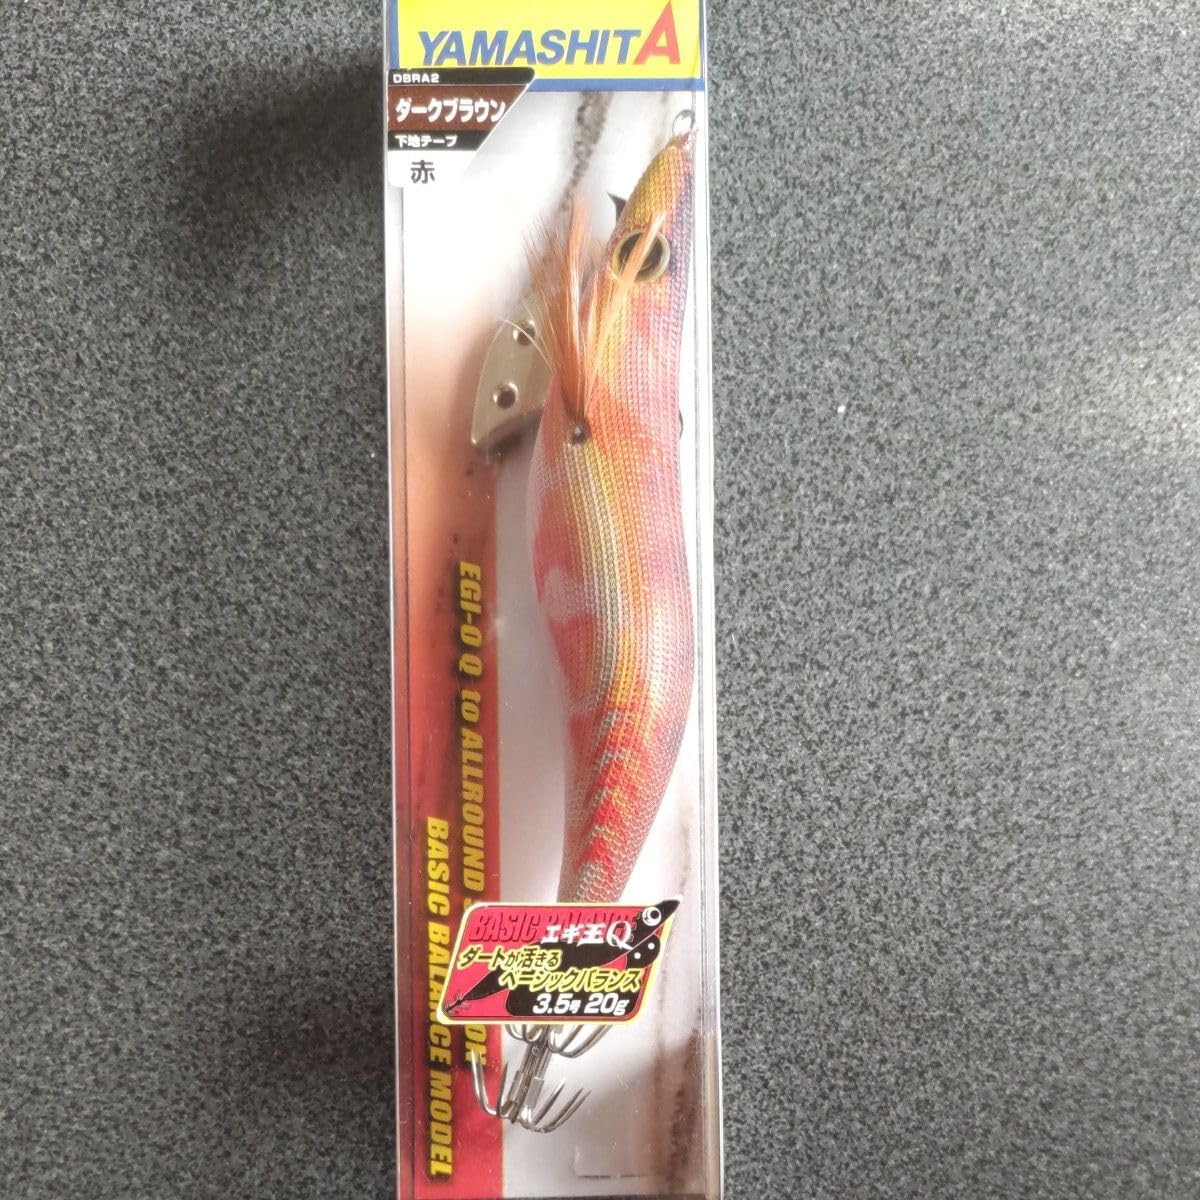 YAMASHITA
DBRA2
ダークブラウン
下地テープ
赤
EGI-O Q to ALLROUND
BASIC BALANCE MODEL
BASIC BALANCE
エギ王Q
ダートが活きる
ベーシックバランス
3.5号 20g